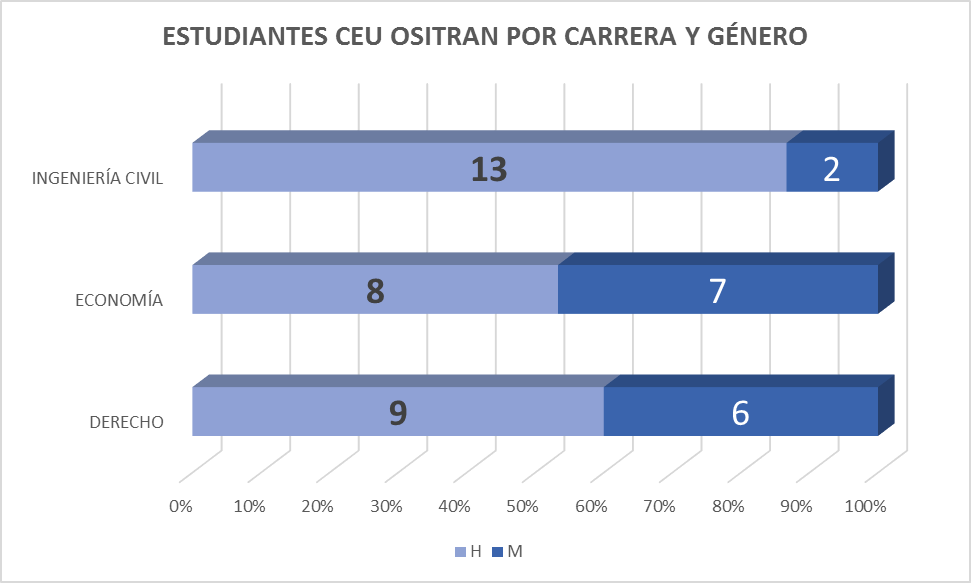 ESTUDIANTES CEU OSITRAN POR CARRERA Y GÉNERO
INGENIERÍA CIVIL
13
2
ECONOMÍA
8
7
DERECHO
9
6
0% 10% 20% 30% 40% 50% 60% 70% 80% 90% 100%
H M